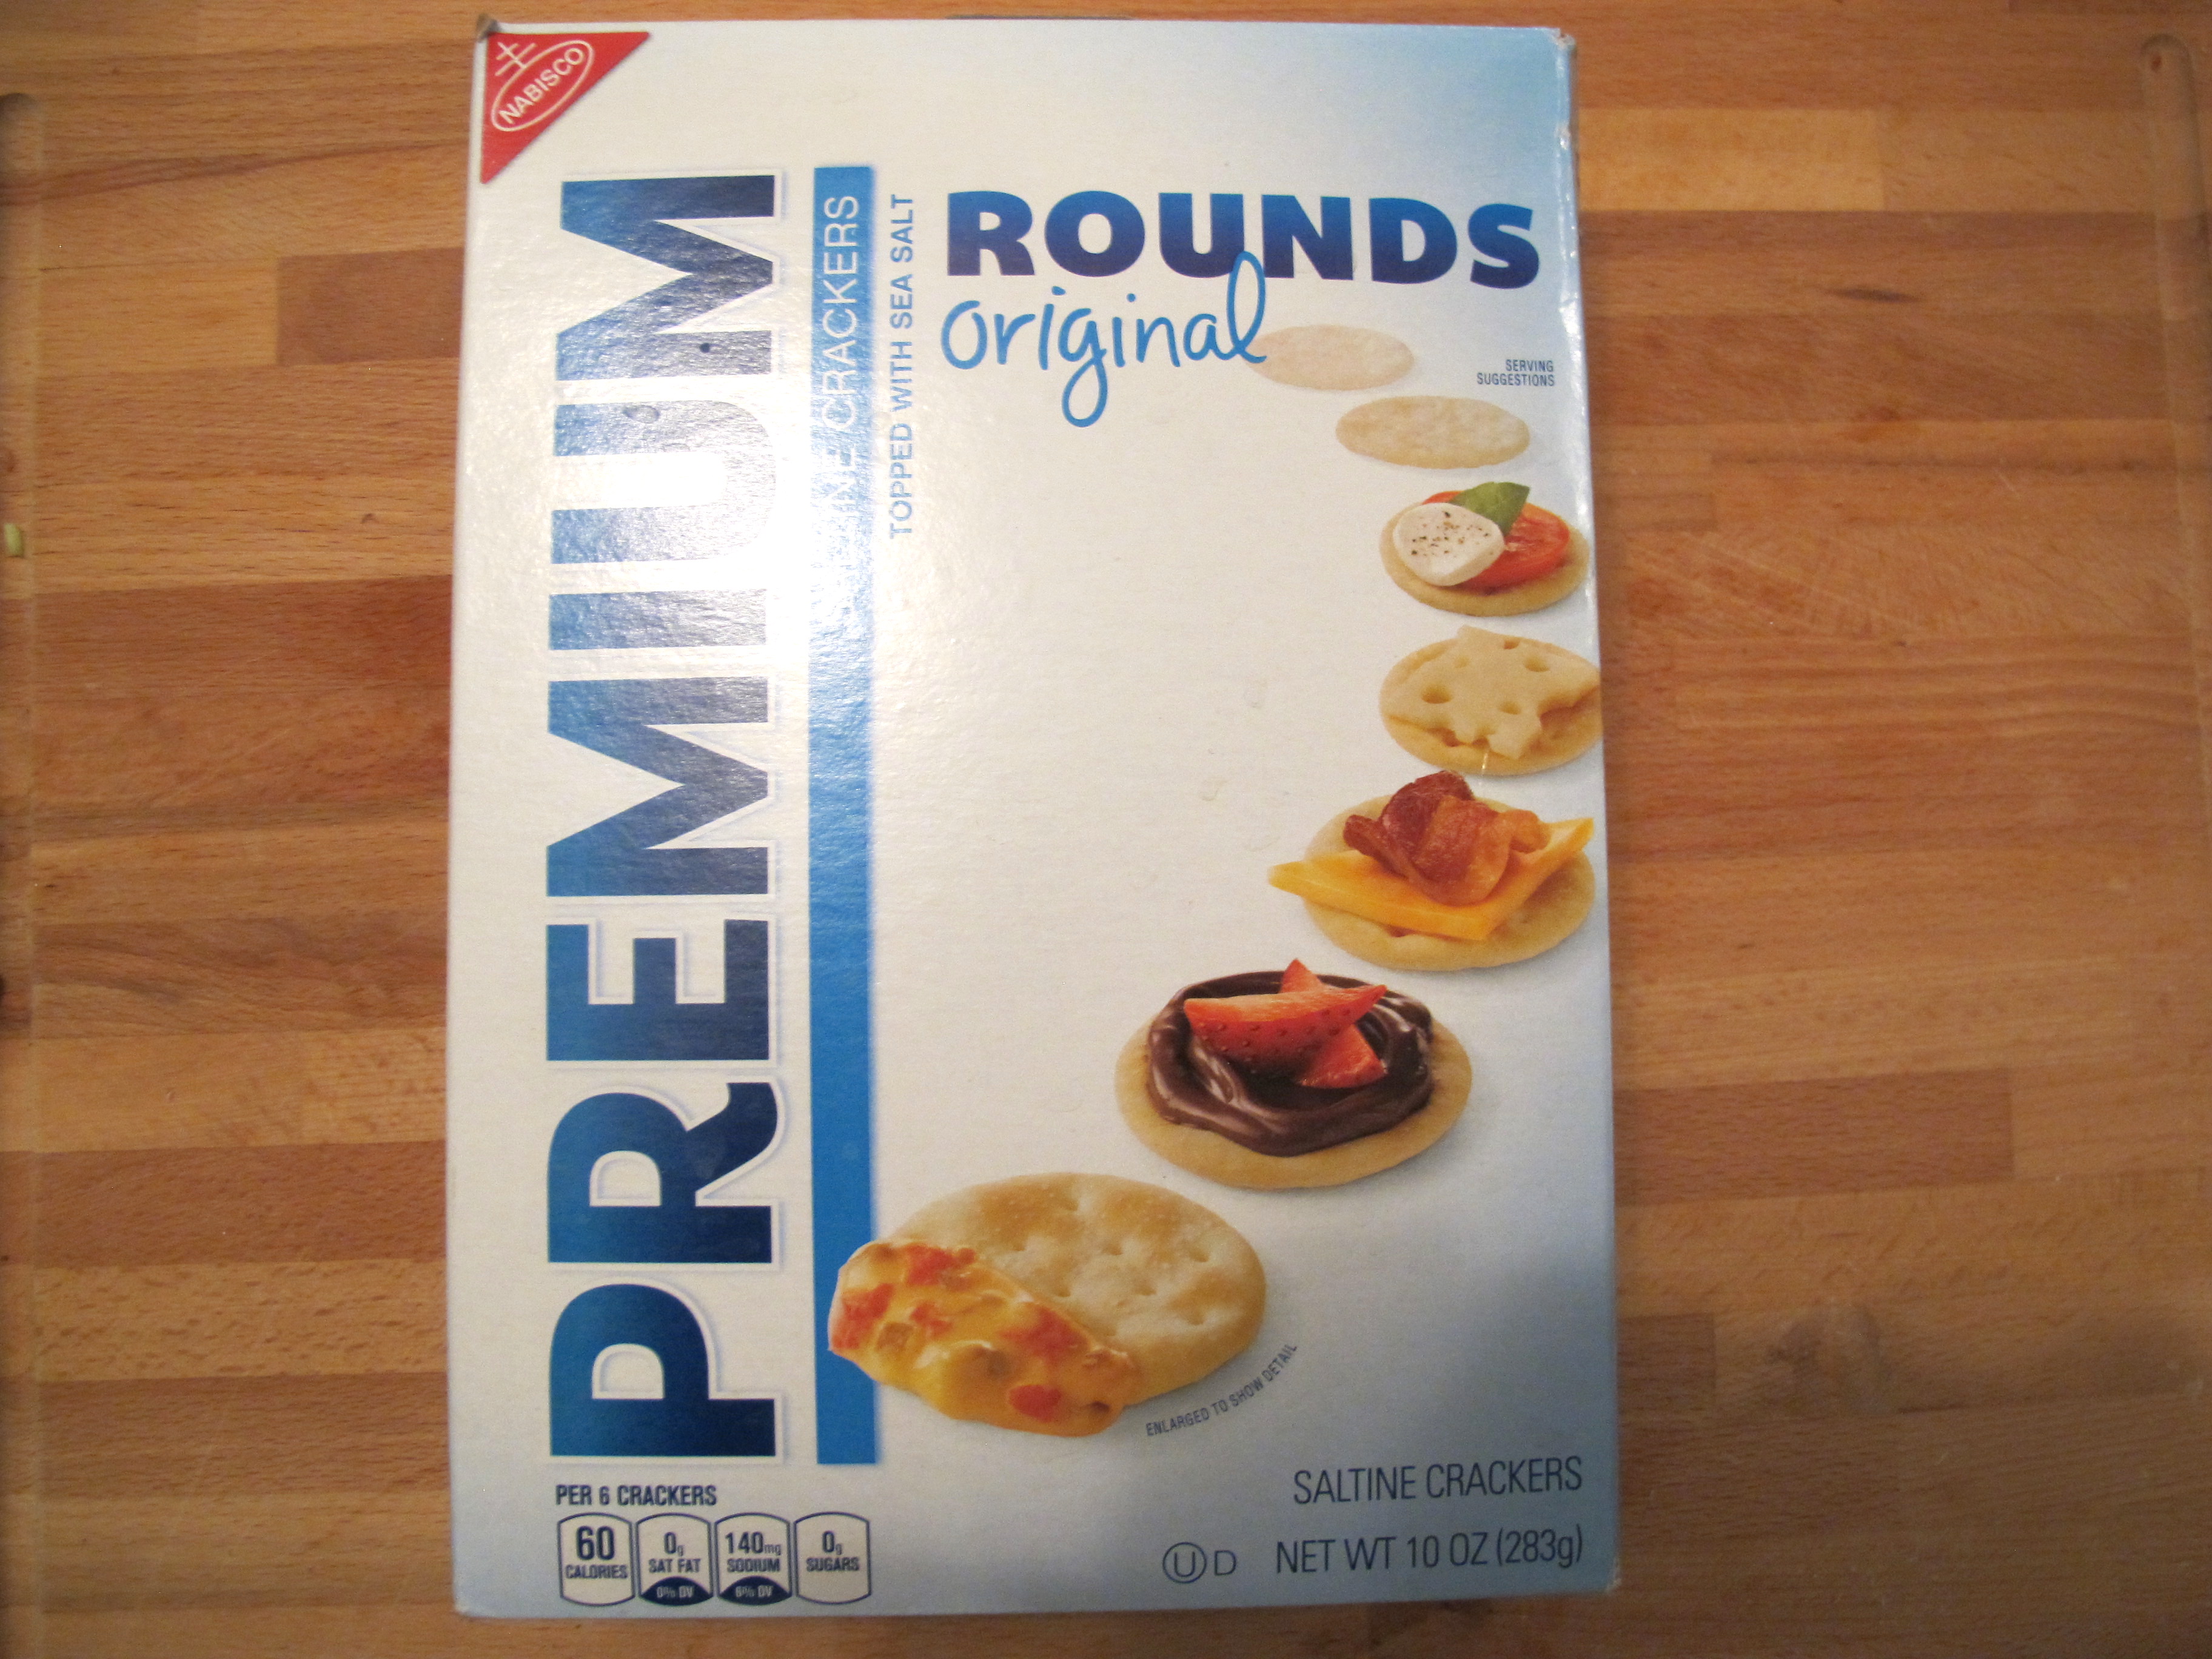 NABISCO
PREMIUM
CRACKERS
TOPPED WITH SEA SALT
ROUNDS
original
SERVING
SUGGESTIONS
ENLARGED TO SHOW DETAIL
PER 6 CRACKERS
60
CALORIES
0g
SAT FAT
0% DV
140mg
SODIUM
6% DV
0g
SUGARS
SALTINE CRACKERS
U D
NET WT 10 OZ (283g)